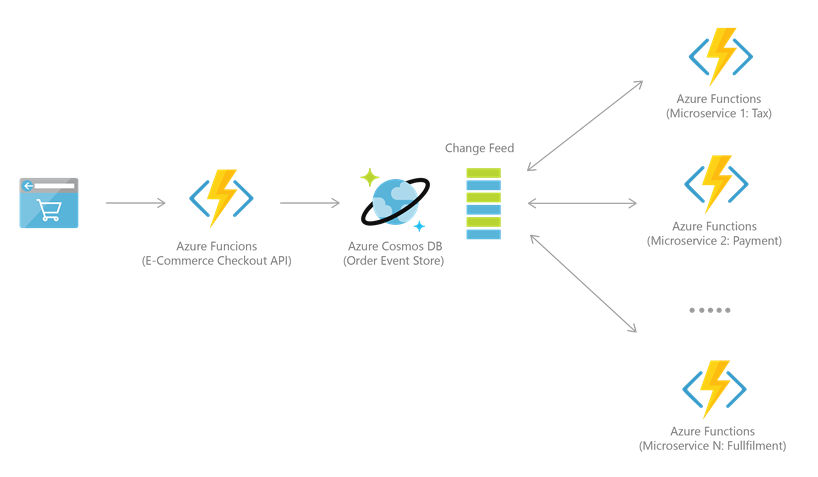 Azure Functions
(Microservice 1: Tax)
Change Feed
Azure Funcions
(E-Commerce Checkout API)
Azure Cosmos DB
(Order Event Store)
Azure Functions
(Microservice 2: Payment)
Azure Functions
(Microservice N: Fullfilment)